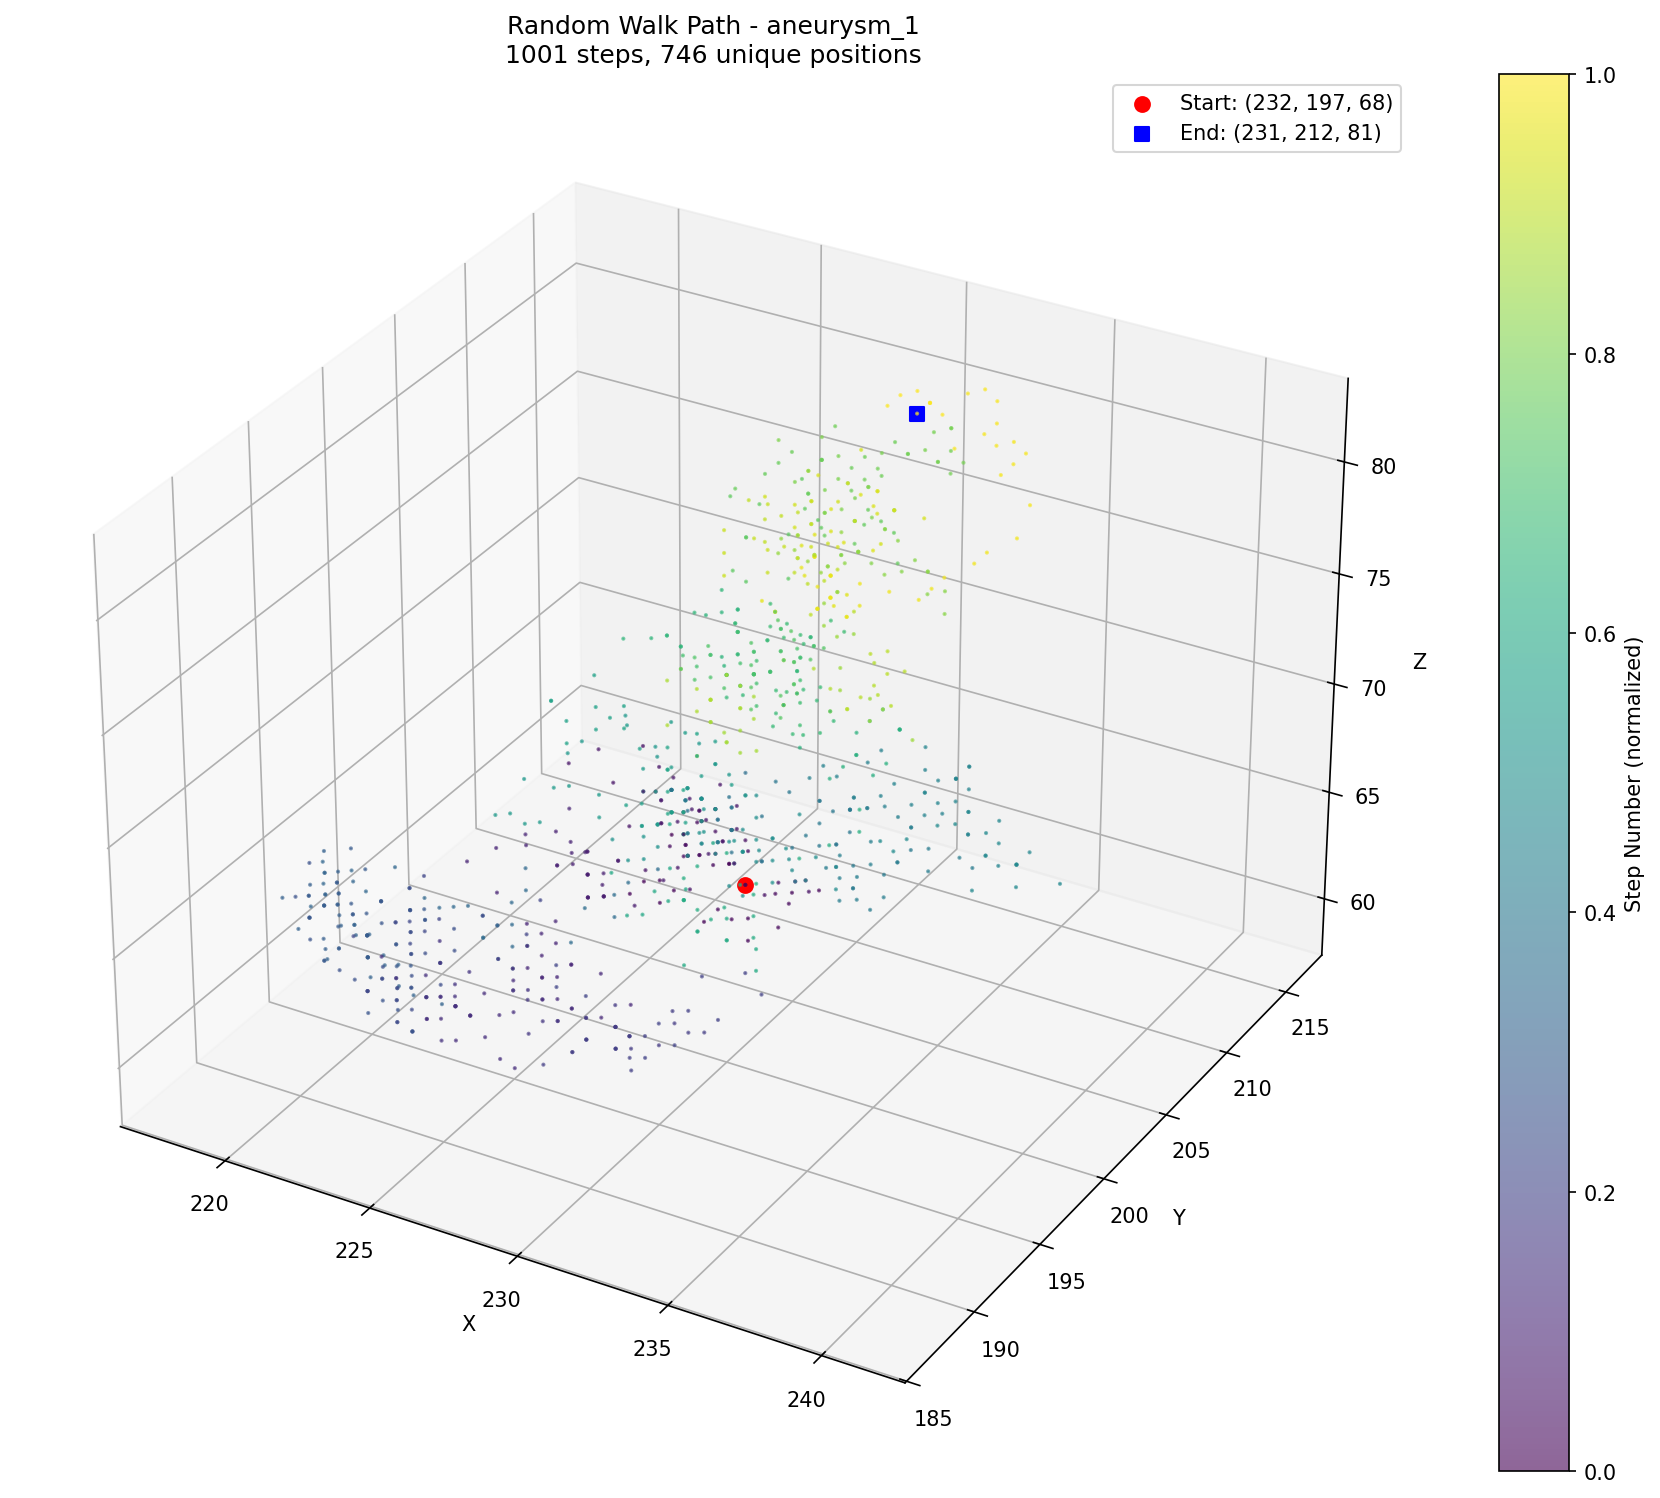 Random Walk Path - aneurysm_1
1001 steps, 746 unique positions
Start: (232, 197, 68)
End: (231, 212, 81)
1.0
0.8
0.6
0.4
0.2
0.0
Step Number (normalized)
80
75
70
65
60
Z
215
210
205
200
195
190
185
Y
220
225
230
235
240
X